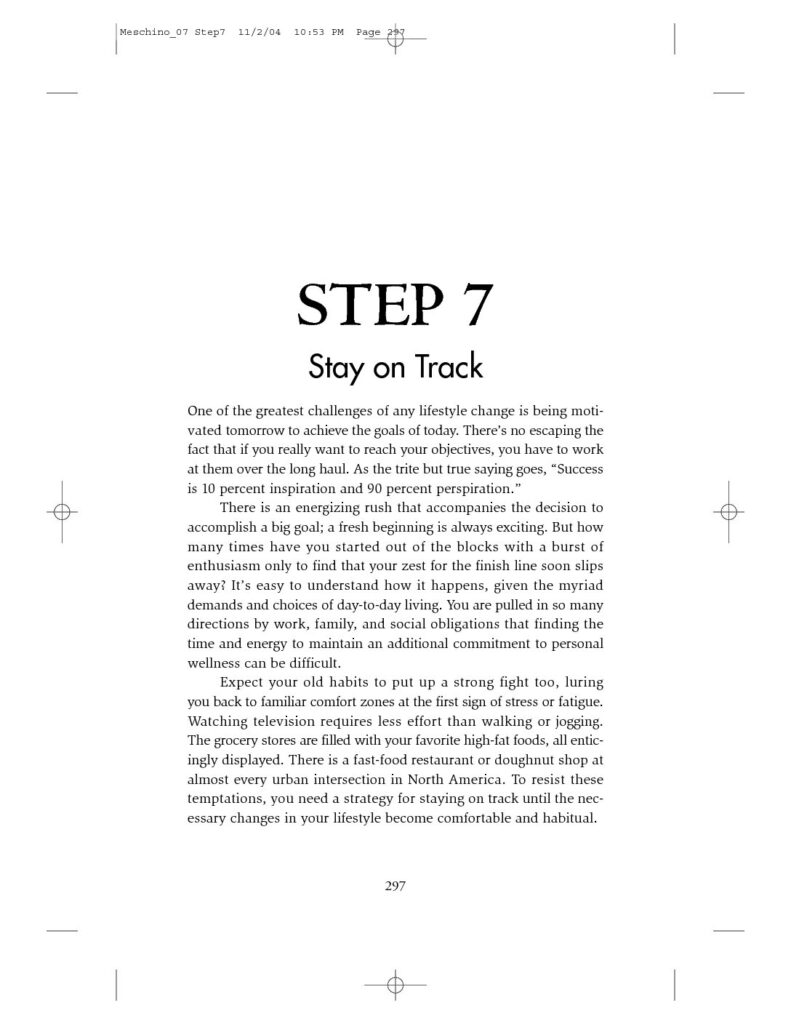 Meschino_07 Step7  11/2/04  10:53 PM  Page 297
STEP 7
Stay on Track
One of the greatest challenges of any lifestyle change is being moti-
vated tomorrow to achieve the goals of today. There’s no escaping the
fact that if you really want to reach your objectives, you have to work
at them over the long haul. As the trite but true saying goes, “Success
is 10 percent inspiration and 90 percent perspiration.”
There is an energizing rush that accompanies the decision to
accomplish a big goal; a fresh beginning is always exciting. But how
many times have you started out of the blocks with a burst of
enthusiasm only to find that your zest for the finish line soon slips
away? It’s easy to understand how it happens, given the myriad
demands and choices of day-to-day living. You are pulled in so many
directions by work, family, and social obligations that finding the
time and energy to maintain an additional commitment to personal
wellness can be difficult.
Expect your old habits to put up a strong fight too, luring
you back to familiar comfort zones at the first sign of stress or fatigue.
Watching television requires less effort than walking or jogging.
The grocery stores are filled with your favorite high-fat foods, all entic-
ingly displayed. There is a fast-food restaurant or doughnut shop at
almost every urban intersection in North America. To resist these
temptations, you need a strategy for staying on track until the nec-
essary changes in your lifestyle become comfortable and habitual.
297